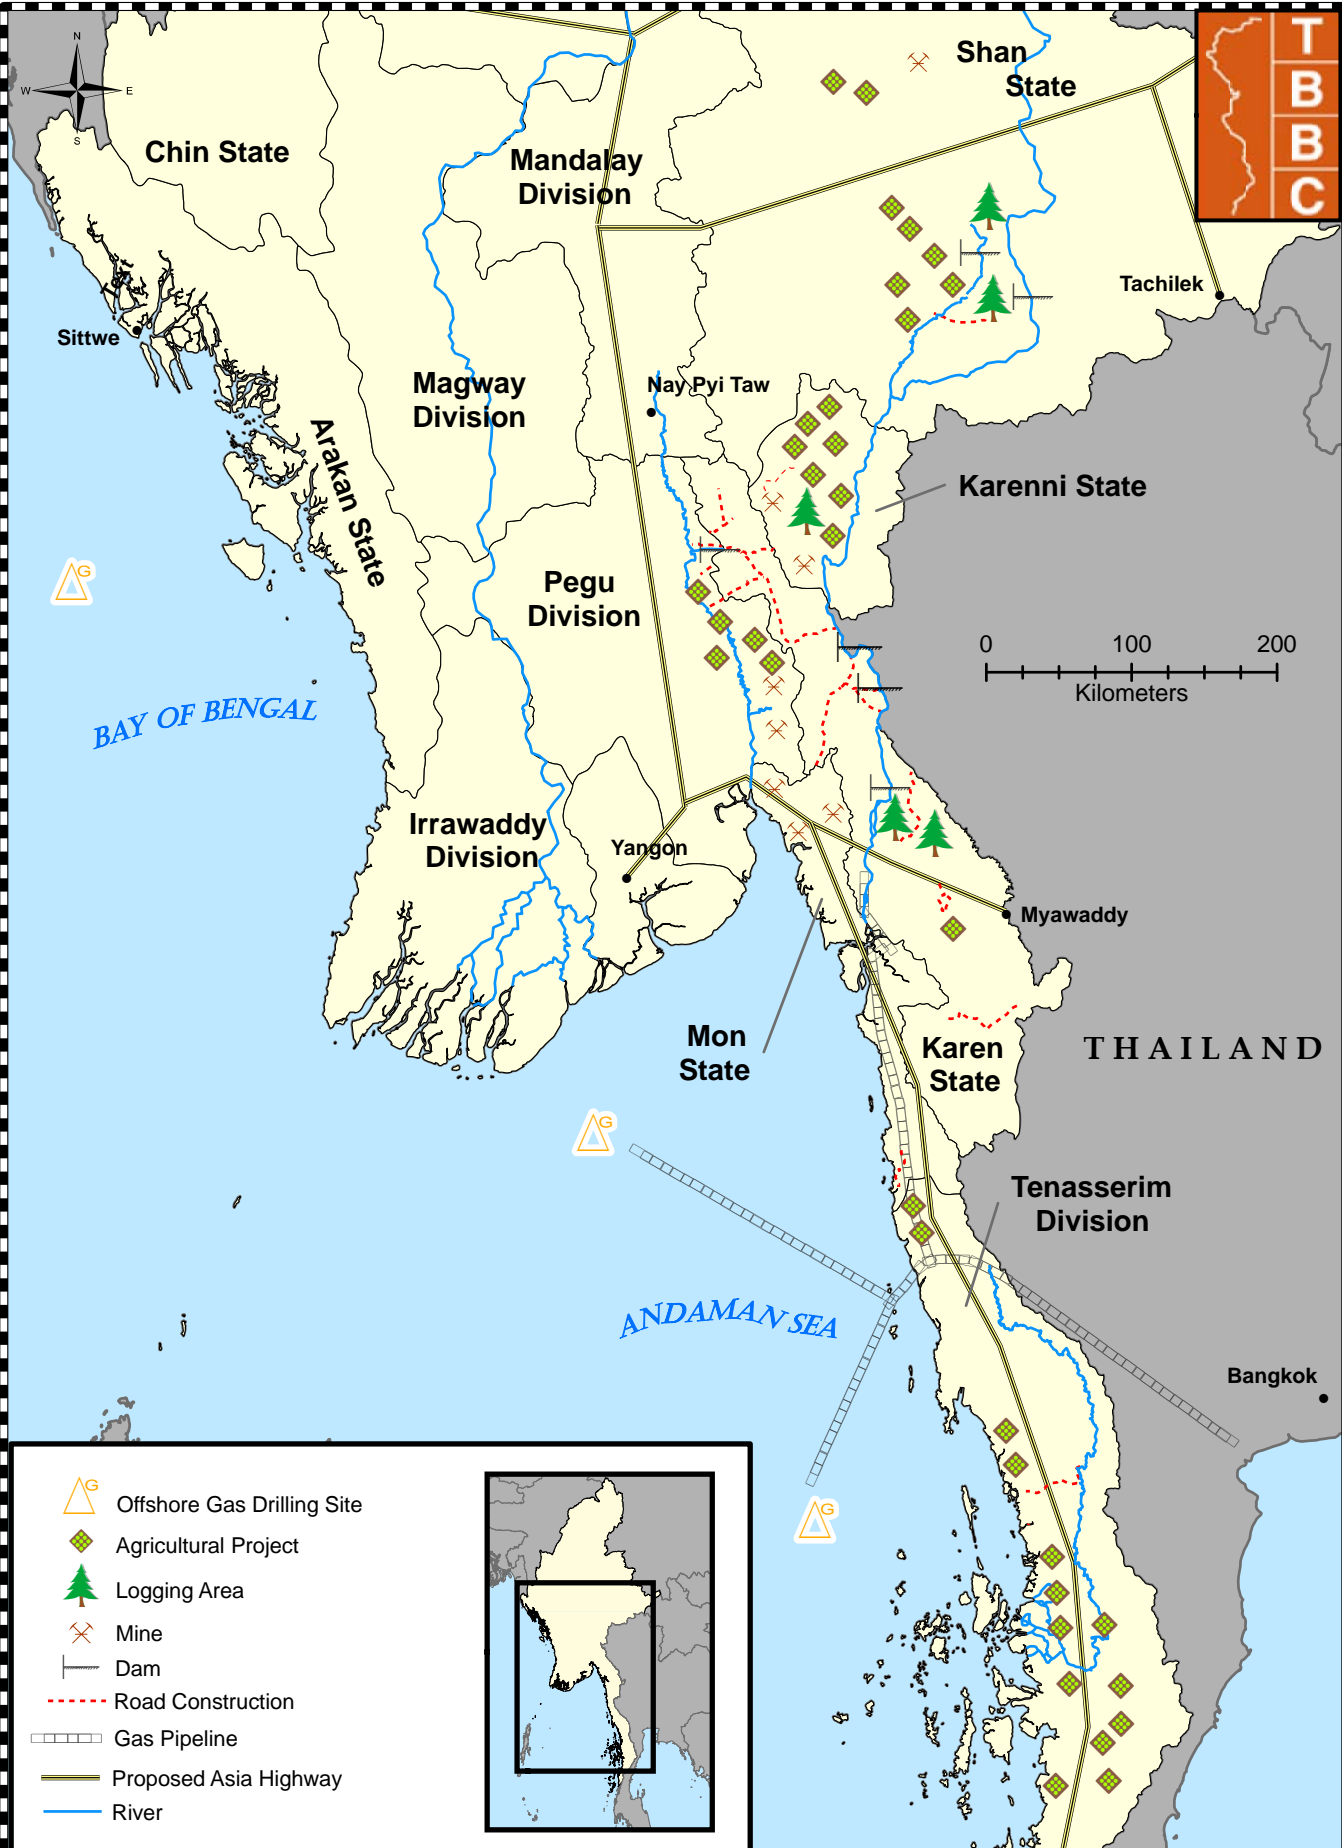 N
W
E
S
T
B
B
C
Shan
State
Chin State
Mandalay
Division
Tachilek
Text
Sittwe
Nay Pyi Taw
Magway
Division
Arakan State
Karenni State
G
Pegu
Division
0 100 200
Kilometers
BAY OF BENGAL
Irrawaddy
Division
Yangon
Myawaddy
Mon
State
Karen
State
THAILAND
G
Tenasserim
Division
ANDAMAN SEA
Bangkok
G
G
Offshore Gas Drilling Site
Agricultural Project
Logging Area
Mine
Dam
Road Construction
Gas Pipeline
Proposed Asia Highway
River